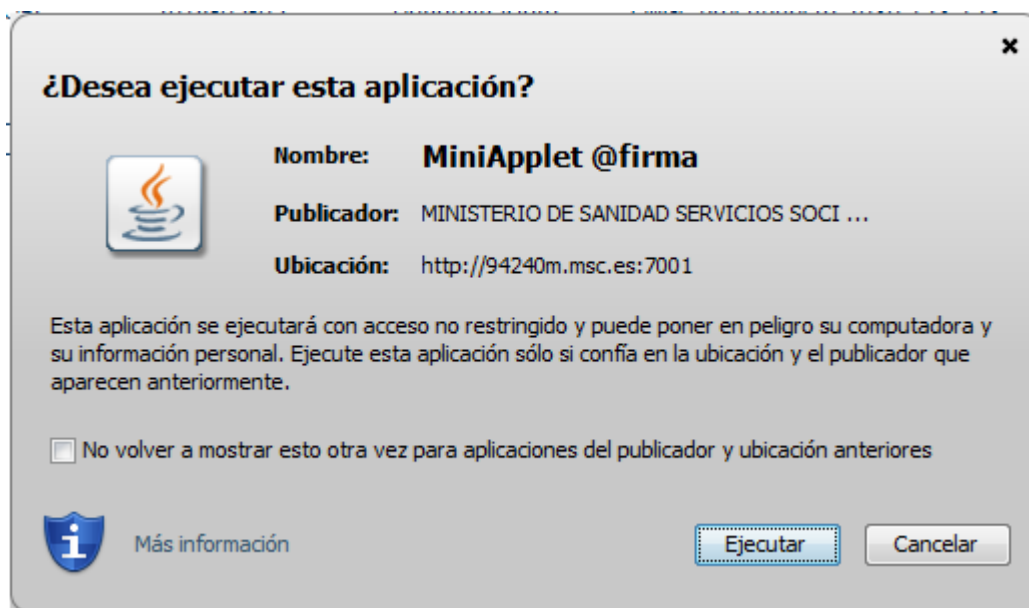 ¿Desea ejecutar esta aplicación?
Nombre: MiniApplet @firma
Publicador: MINISTERIO DE SANIDAD SERVICIOS SOCI ...
Ubicación: http://94240m.msc.es:7001
Esta aplicación se ejecutará con acceso no restringido y puede poner en peligro su computadora y
su información personal. Ejecute esta aplicación sólo si confía en la ubicación y el publicador que
aparecen anteriormente.
No volver a mostrar esto otra vez para aplicaciones del publicador y ubicación anteriores
Más información
Ejecutar
Cancelar